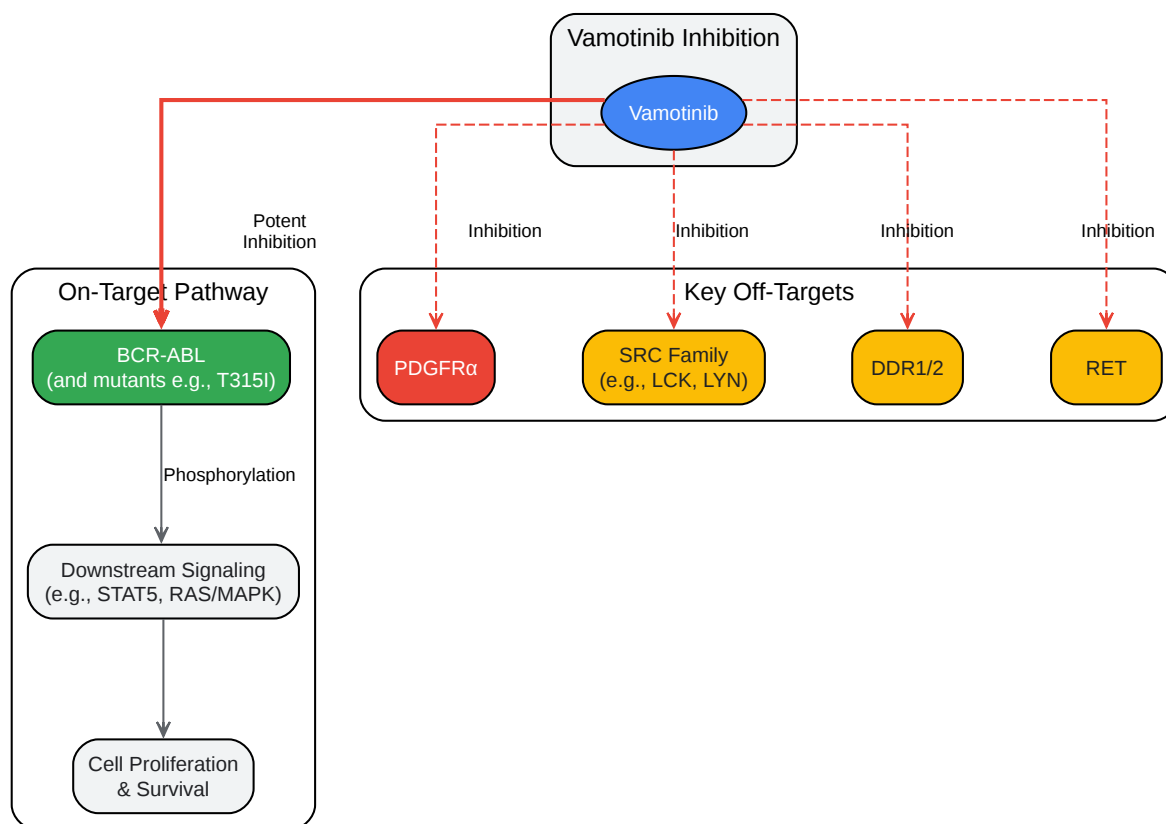 Vamotinib Inhibition
Vamotinib
Potent
Inhibition
Inhibition
Inhibition
Inhibition
Inhibition
On-Target Pathway
Key Off-Targets
BCR-ABL
(and mutants e.g., T315I)
PDGFRα
SRC Family
(e.g., LCK, LYN)
DDR1/2
RET
Phosphorylation
Downstream Signaling
(e.g., STAT5, RAS/MAPK)
Cell Proliferation
& Survival